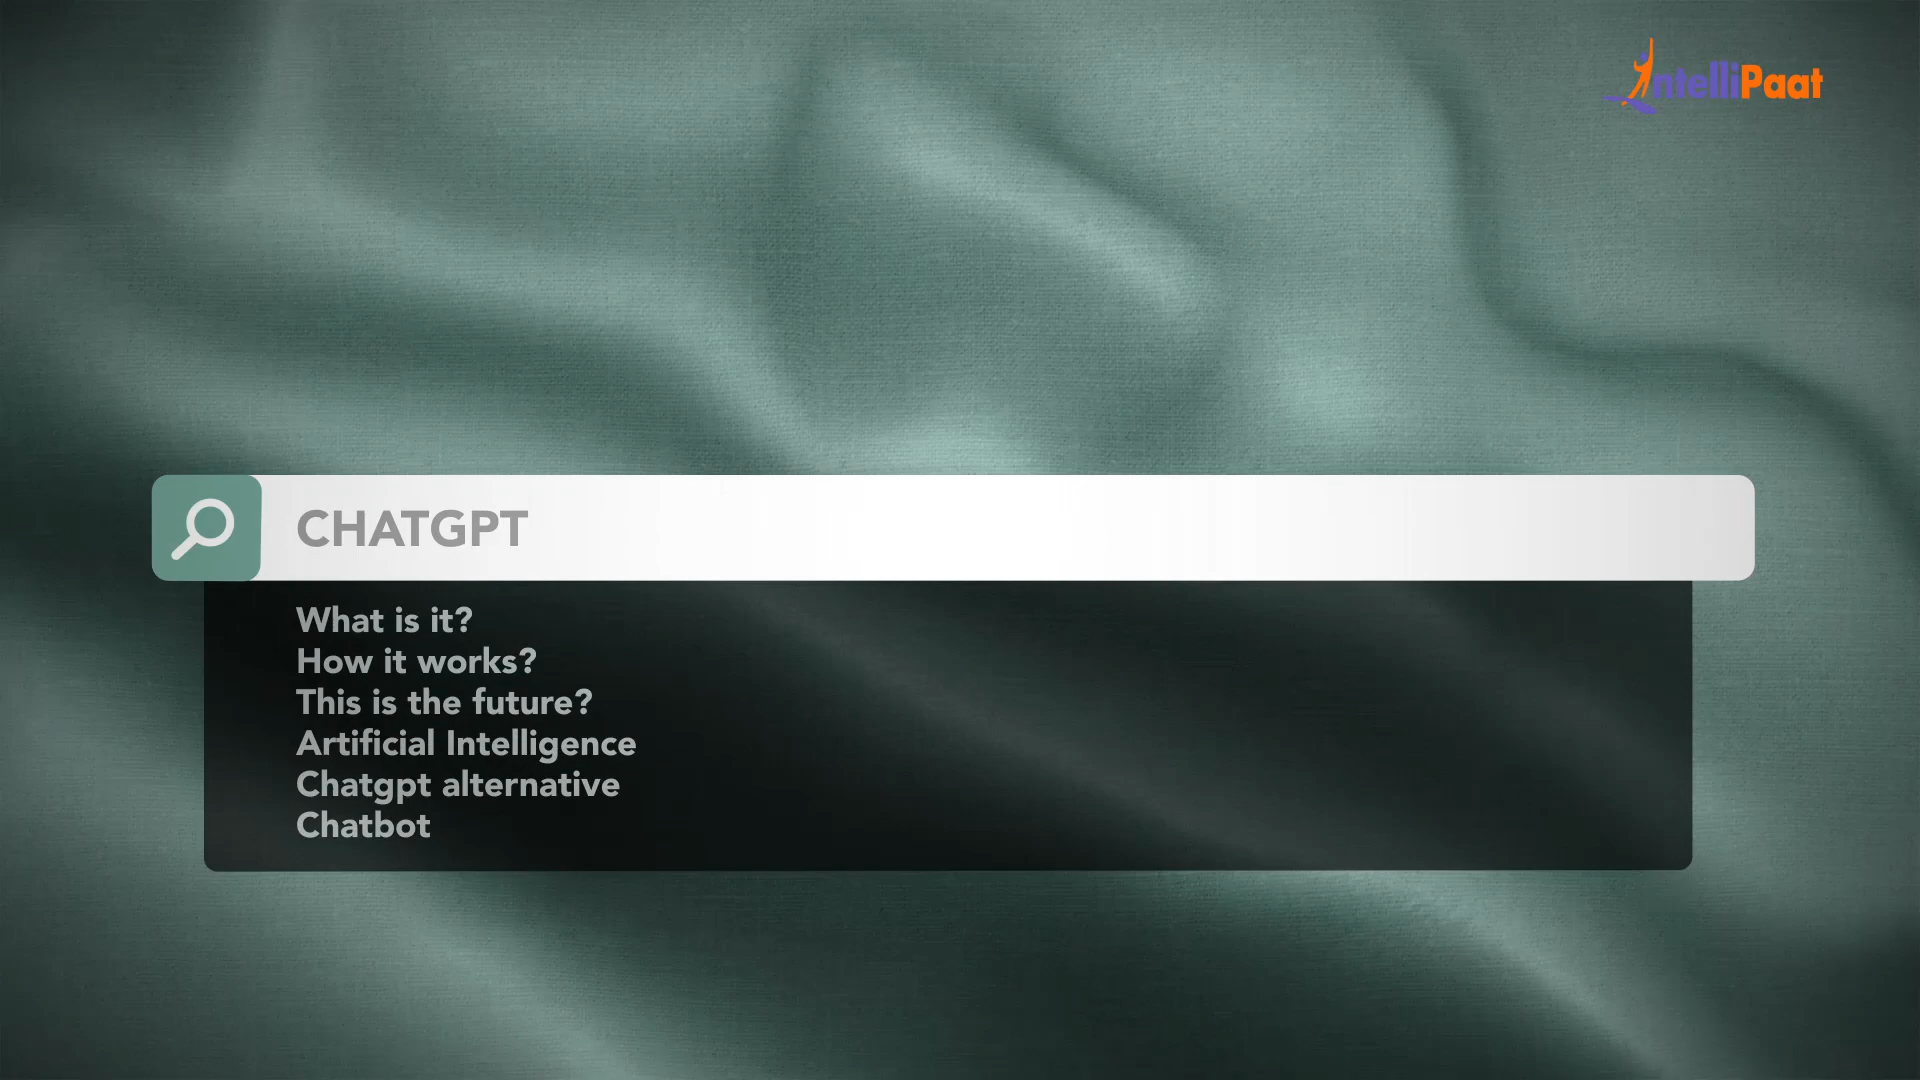 IntelliPaat
CHATGPT
What is it?
How it works?
This is the future?
Artificial Intelligence
Chatgpt alternative
Chatbot